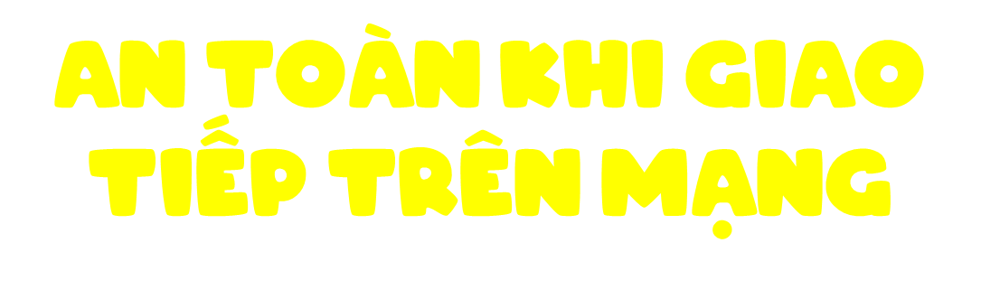 AN TOÀN KHI GIAO
TIẾP TRÊN MẠNG